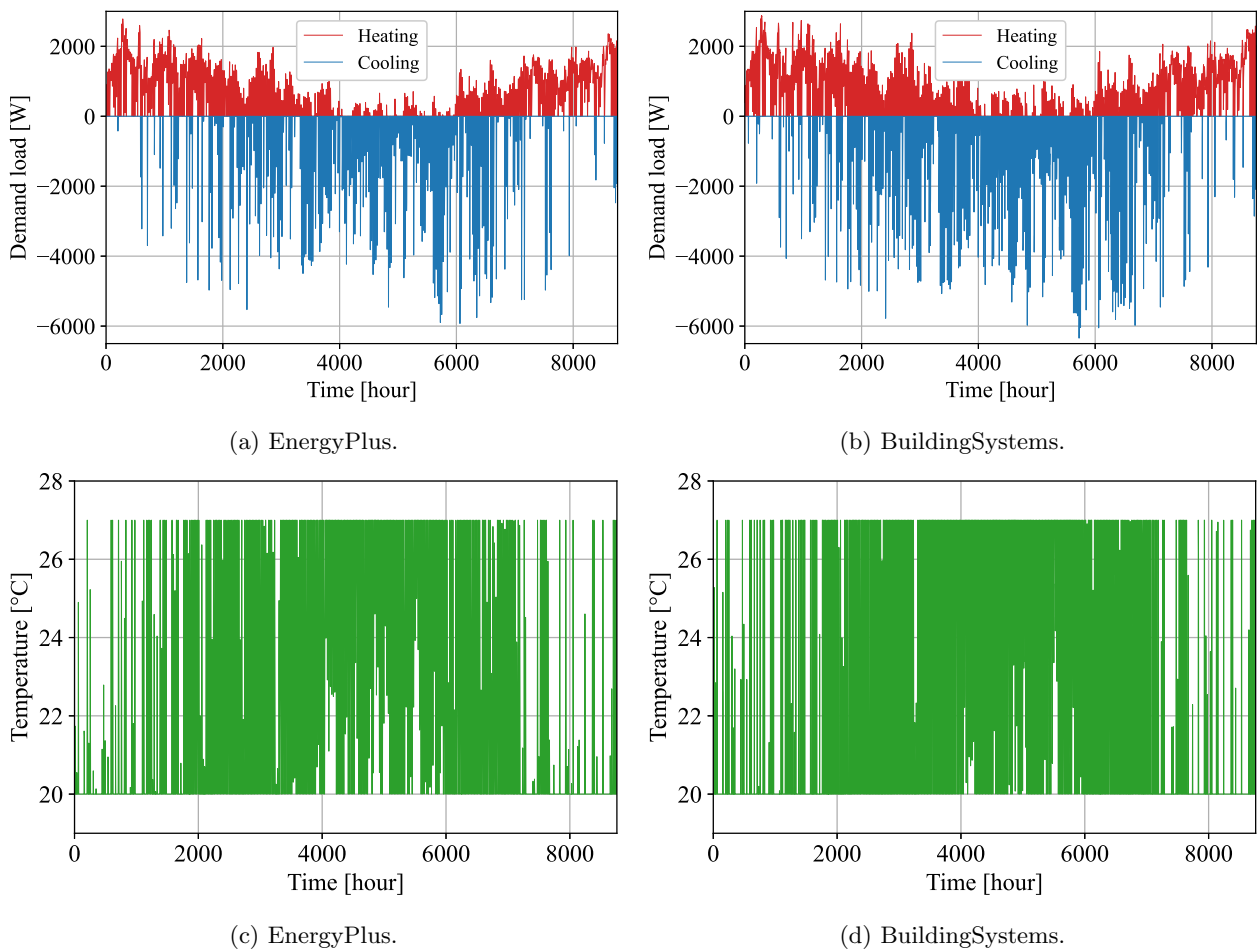 Heating
Cooling
Demand load [W]
2000
0
−2000
−4000
−6000
0
2000
4000
6000
8000
Time [hour]
(a) EnergyPlus.
Heating
Cooling
Demand load [W]
2000
0
−2000
−4000
−6000
0
2000
4000
6000
8000
Time [hour]
(b) BuildingSystems.
Temperature [°C]
28
26
24
22
20
0
2000
4000
6000
8000
Time [hour]
(c) EnergyPlus.
Temperature [°C]
28
26
24
22
20
0
2000
4000
6000
8000
Time [hour]
(d) BuildingSystems.